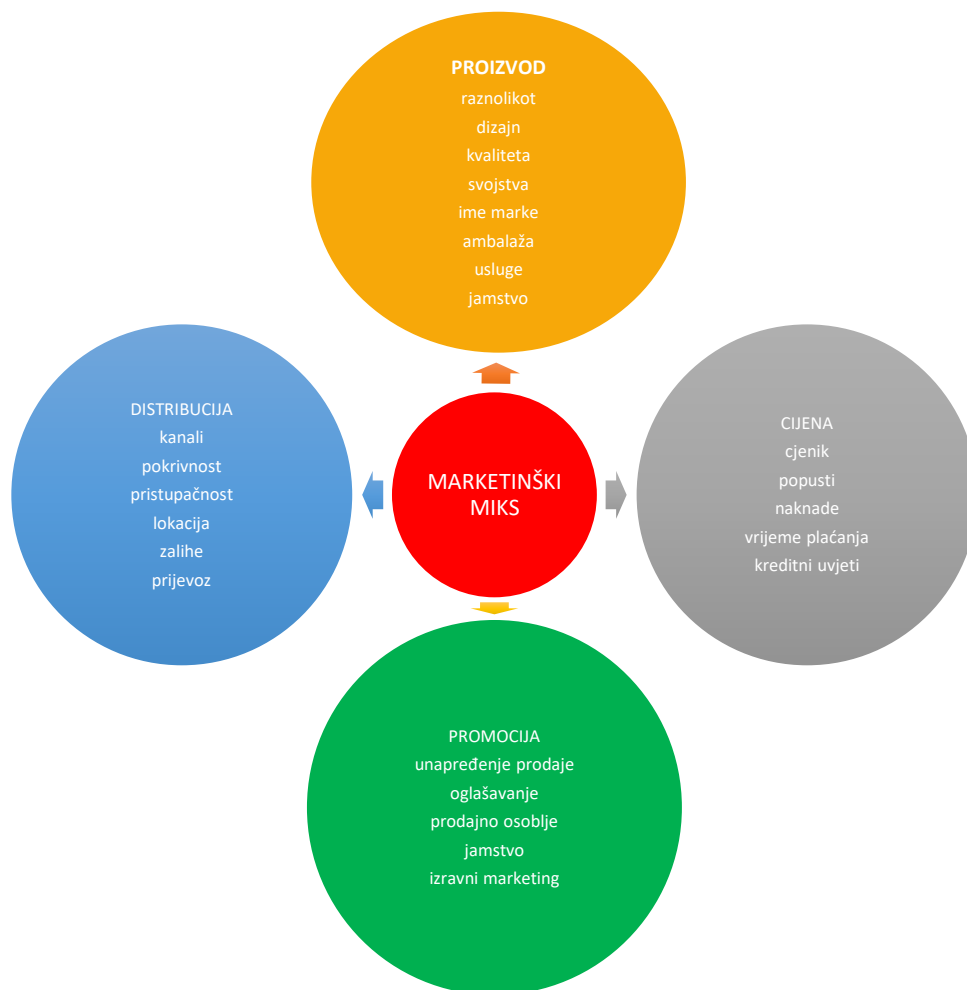 PROIZVOD
raznolikot
dizajn
kvaliteta
svojstva
ime marke
ambalaža
usluge
jamstvo
DISTRIBUCIJA
kanali
pokrivnost
pristupačnost
lokacija
zalihe
prijevoz
MARKETINŠKI
MIKS
CIJENA
cjenik
popusti
naknade
vrijeme plaćanja
kreditni uvjeti
PROMOCIJA
unapređenje prodaje
oglašavanje
prodajno osoblje
jamstvo
izravni marketing